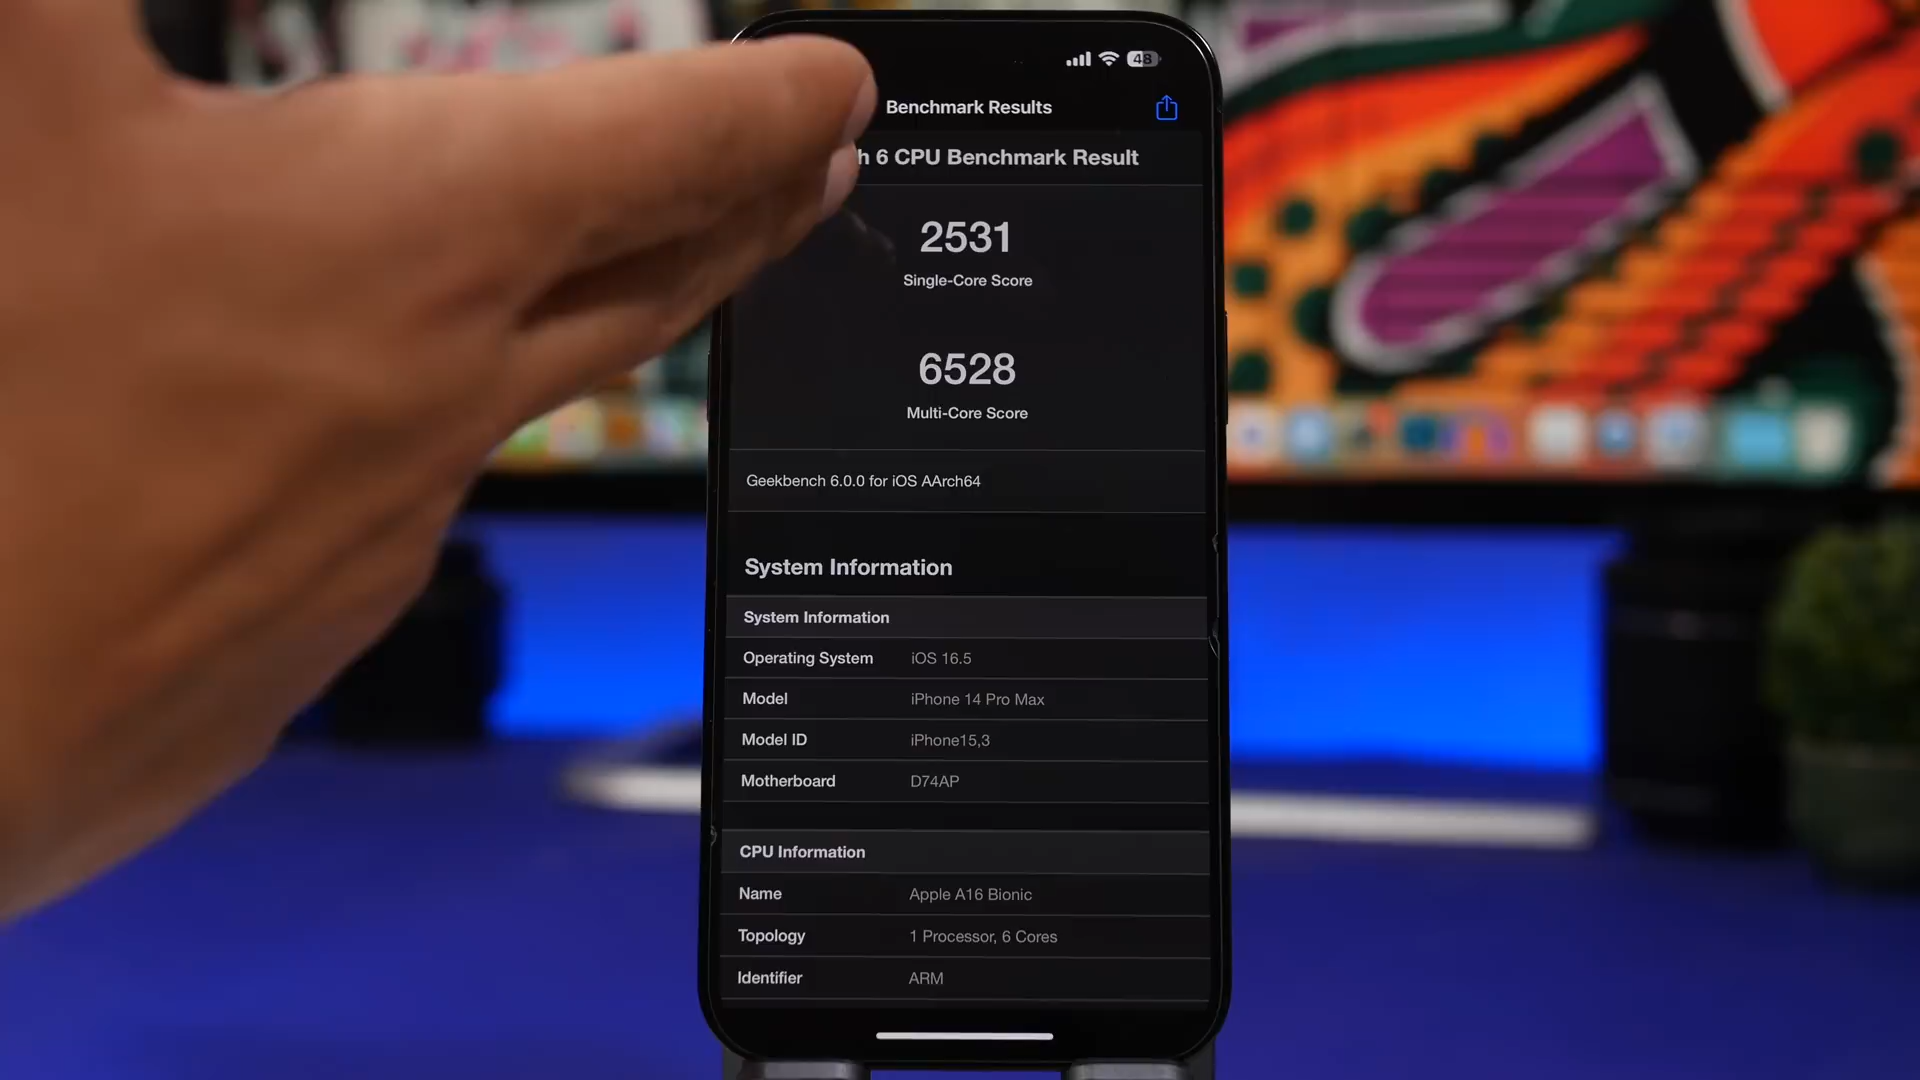 48
Benchmark Results
h 6 CPU Benchmark Result
2531
Single-Core Score
6528
Multi-Core Score
Geekbench 6.0.0 for iOS AArch64
System Information
System Information
Operating System iOS 16.5
Model iPhone 14 Pro Max
Model ID iPhone15,3
Motherboard D74AP
CPU Information
Name Apple A16 Bionic
Topology 1 Processor, 6 Cores
Identifier ARM